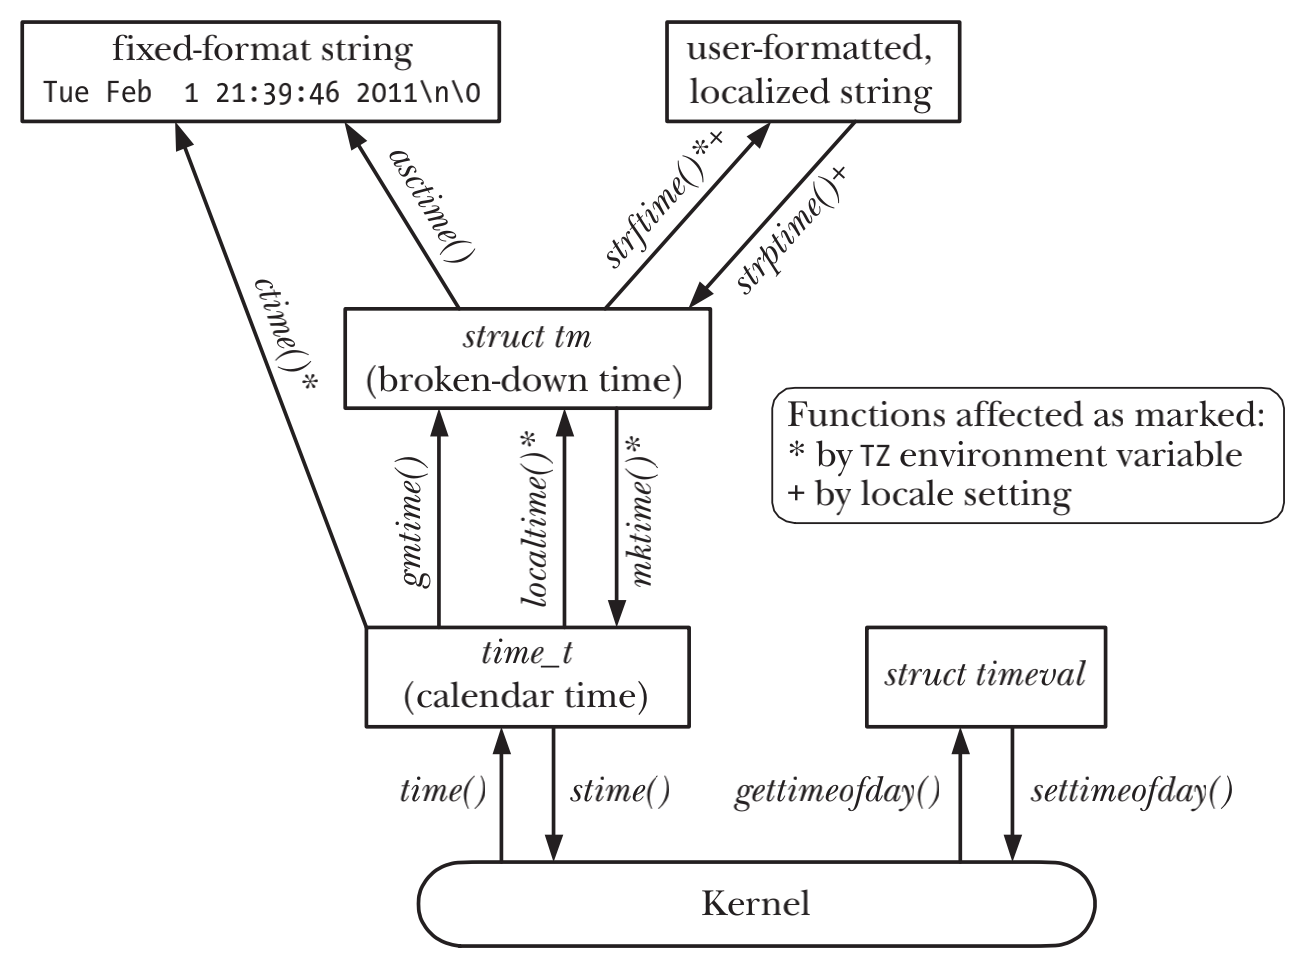 fixed-format string
Tue Feb  1 21:39:46 2011\n\0
user-formatted,
localized string
asctime()
strftime()*+
strptime()+
ctime()*
struct tm
(broken-down time)
Functions affected as marked:
* by TZ environment variable
+ by locale setting
gmtime()
localtime()*
mktime()*
time_t
(calendar time)
struct timeval
time()
stime()
gettimeofday()
settimeofday()
Kernel